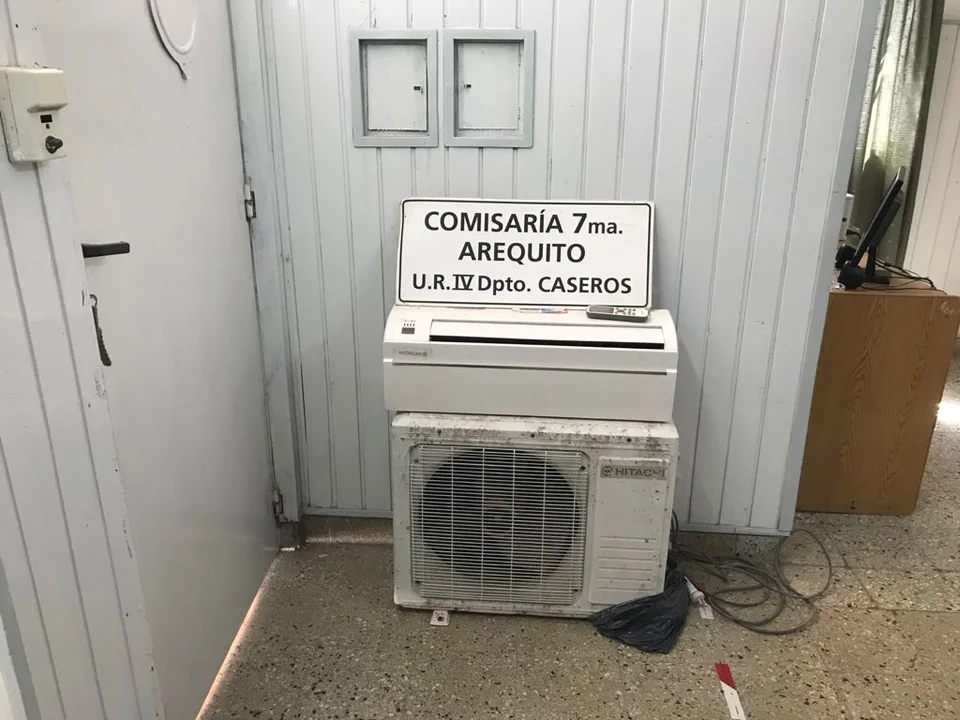 COMISARÍA 7ma.
AREQUITO
U.R. IV Dpto. CASEROS
HITACHI